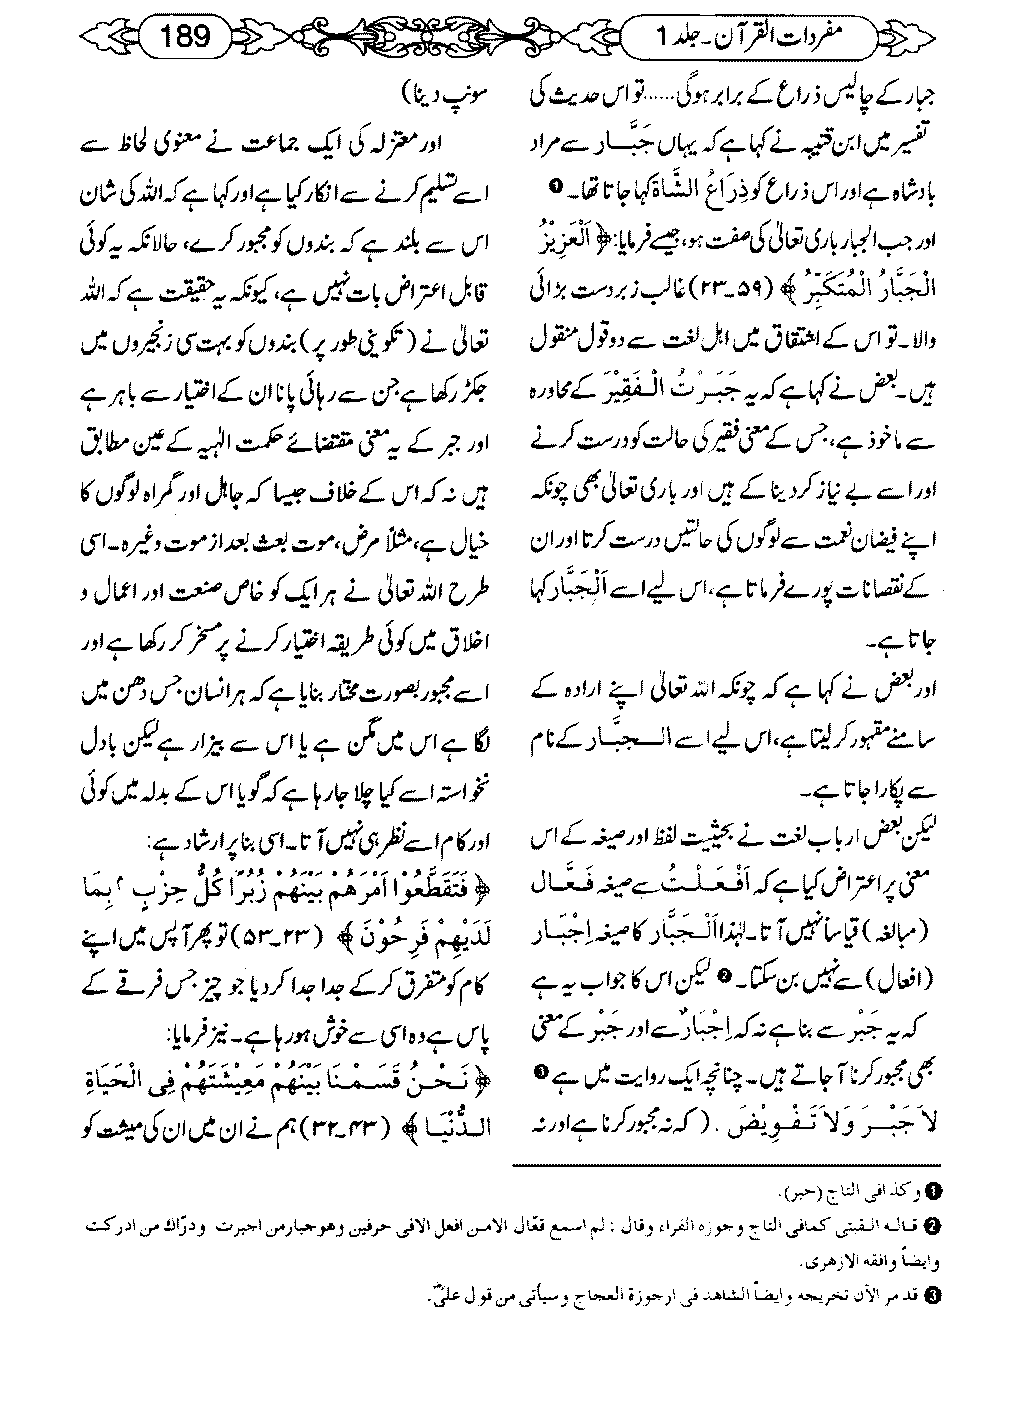 مفردات القرآن۔ جلد 1
189
جبار کے چالیس ذراع کے برابر ہوگی……تو اس حدیث کی
تفسیر میں ابن قتیبہ نے کہا ہے کہ یہاں جَبَّار سے مراد
بادشاہ ہے اور اس ذراع کو ذِرَاعُ الشَّاۃ کہا جاتا تھا۔ ❶
اور جب الجبار باری تعالیٰ کی صفت ہو، جیسے فرمایا: ﴿ اَلْعَزِیْزُ
الْجَبَّارُ الْمُتَکَبِّرُ ﴾ (۵۹۔۲۳) غالب زبردست بڑائی
والا۔ تو اس کے اشتقاق میں اہل لغت سے دو قول منقول
ہیں۔ بعض نے کہا ہے کہ یہ جَبَرْتُ الْفَقِیْرَ کے محاورہ
سے ماخوذ ہے، جس کے معنی فقیر کی حالت کو درست کرنے
اور اسے بے نیاز کر دینا کے ہیں اور باری تعالیٰ بھی چونکہ
اپنے فیضان نعمت سے لوگوں کی حالتیں درست کرتا اور ان
کے نقصانات پورے فرماتا ہے، اس لیے اسے اَلْجَبَّار کہا
جاتا ہے۔
اور بعض نے کہا ہے کہ چونکہ اللہ تعالیٰ اپنے ارادہ کے
سامنے مقہور کر لیتا ہے، اس لیے اسے الجبَّار کے نام
سے پکارا جاتا ہے۔
لیکن بعض ارباب لغت نے بحیثیت لفظ اور صیغہ کے اس
معنی پر اعتراض کیا ہے کہ اَفْعَلْتُ سے صیغہ فَعَّال
(مبالغہ) قیاساً نہیں آتا۔ لہٰذا اَلْجَبَّار کا صیغہ اِجْبَار
(افعال) سے نہیں بن سکتا۔ ❷ لیکن اس کا جواب یہ ہے
کہ یہ جَبْر سے بنا ہے نہ کہ اِجْبَارٌ سے اور جَبْر کے معنی
بھی مجبور کرنا آجاتے ہیں۔ چنانچہ ایک روایت میں ہے ❸
لاَ جَبْرَ وَلاَ تَفْوِیْضَ . (کہ نہ مجبور کرنا ہے اور نہ
سونپ دینا)
اور معتزلہ کی ایک جماعت نے معنوی لحاظ سے
اسے تسلیم کرنے سے انکار کیا ہے اور کہا ہے کہ اللہ کی شان
اس سے بلند ہے کہ بندوں کو مجبور کرے، حالانکہ یہ کوئی
قابل اعتراض بات نہیں ہے، کیونکہ یہ حقیقت ہے کہ اللہ
تعالیٰ نے (تکوینی طور پر) بندوں کو بہت سی زنجیروں میں
جکڑ رکھا ہے جن سے رہائی پانا ان کے اختیار سے باہر ہے
اور جبر کے یہ معنی مقتضائے حکمت الٰہیہ کے عین مطابق
ہیں نہ کہ اس کے خلاف جیسا کہ جاہل اور گمراہ لوگوں کا
خیال ہے، مثلاً مرض، موت بعث بعد از موت وغیرہ۔ اسی
طرح اللہ تعالیٰ نے ہر ایک کو خاص صنعت اور اعمال و
اخلاق میں کوئی طریقہ اختیار کرنے پر مسخر کر رکھا ہے اور
اسے مجبور بصورت مختار بنایا ہے کہ ہر انسان جس دھن میں
لگا ہے اس میں مگن ہے یا اس سے بیزار ہے لیکن بادل
نخواستہ اسے کیا چلا جا رہا ہے کہ گویا اس کے بدلہ میں کوئی
اور کام اسے نظر ہی نہیں آتا۔ اسی بنا پر ارشاد ہے:
﴿ فَتَقَطَّعُوْا اَمْرَهُمْ بَیْنَهُمْ زُبُرًا کُلُّ حِزْبٍ ۢ بِمَا
لَدَیْهِمْ فَرِحُوْنَ ﴾ (۲۳۔۵۳) تو پھر آپس میں اپنے
کام کو متفرق کر کے جدا جدا کر دیا جو چیز جس فرقے کے
پاس ہے وہ اسی سے خوش ہو رہا ہے۔ نیز فرمایا:
﴿ نَحْنُ قَسَمْنَا بَیْنَهُمْ مَعِیْشَتَهُمْ فِی الْحَیَاةِ
الدُّنْیَا ﴾ (۴۳۔۳۲) ہم نے ان میں ان کی معیشت کو
❶ وکذ افی التاج (جبر).
❷ قالہ القبتی کمافی التاج وجوزہ الفراء وقال : لم اسمع فعّال الامن افعل الافی حرفین وهوجبارمن اجبرت ودرّاك من ادركت
وایضاً وافقه الازهری.
❸ قد مر الآن تخریجه وایضاً الشاهد فی ارجوزة العجاج وسیأتی من قول علیؓ.